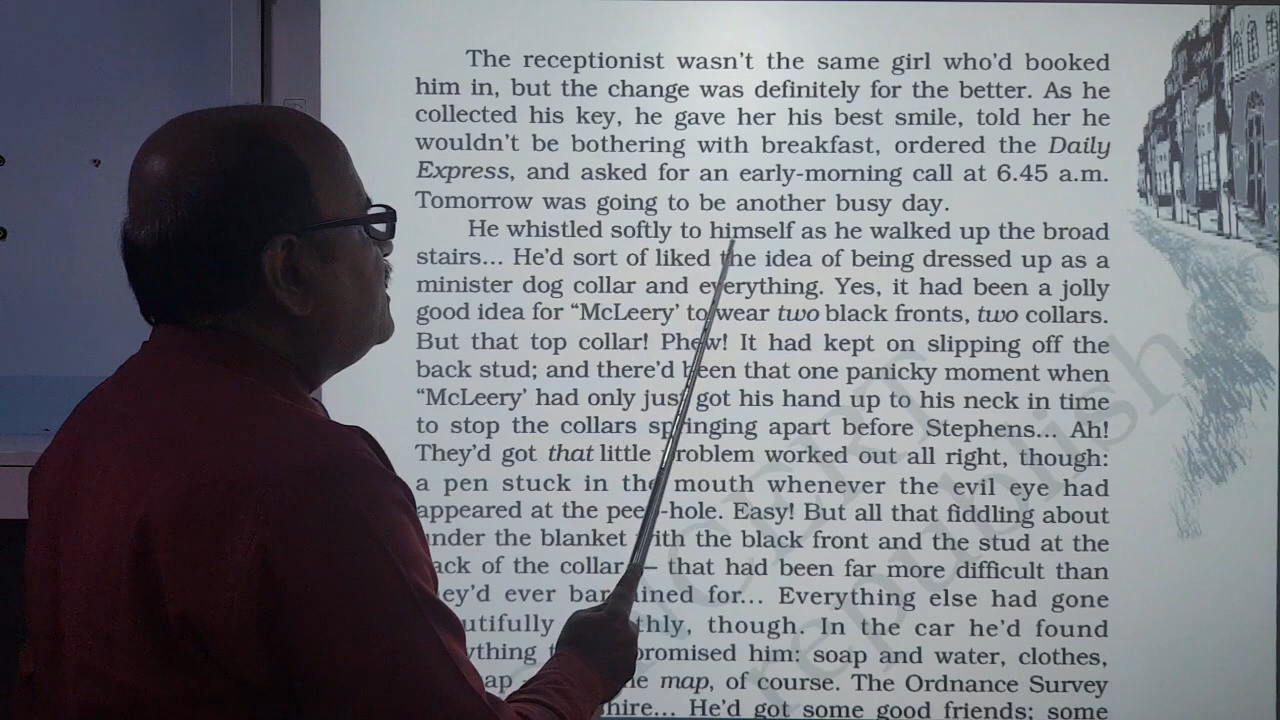 The receptionist wasn't the same girl who'd booked
him in, but the change was definitely for the better. As he
collected his key, he gave her his best smile, told her he
wouldn't be bothering with breakfast, ordered the Daily
Express, and asked for an early-morning call at 6.45 a.m.
Tomorrow was going to be another busy day.
He whistled softly to himself as he walked up the broad
stairs... He'd sort of liked the idea of being dressed up as a
minister dog collar and everything. Yes, it had been a jolly
good idea for “McLeery’ to wear two black fronts, two collars.
But that top collar! Phew! It had kept on slipping off the
back stud; and there'd been that one panicky moment when
“McLeery’ had only just got his hand up to his neck in time
to stop the collars springing apart before Stephens... Ah!
They'd got that little problem worked out all right, though:
a pen stuck in the mouth whenever the evil eye had
appeared at the peep-hole. Easy! But all that fiddling about
under the blanket with the black front and the stud at the
back of the collar – that had been far more difficult than
they'd ever bargained for... Everything else had gone
though. In the car he'd found
promised him: soap and water, clothes,
map, of course. The Ordnance Survey
He'd got some good friends; some
NCERT
republish